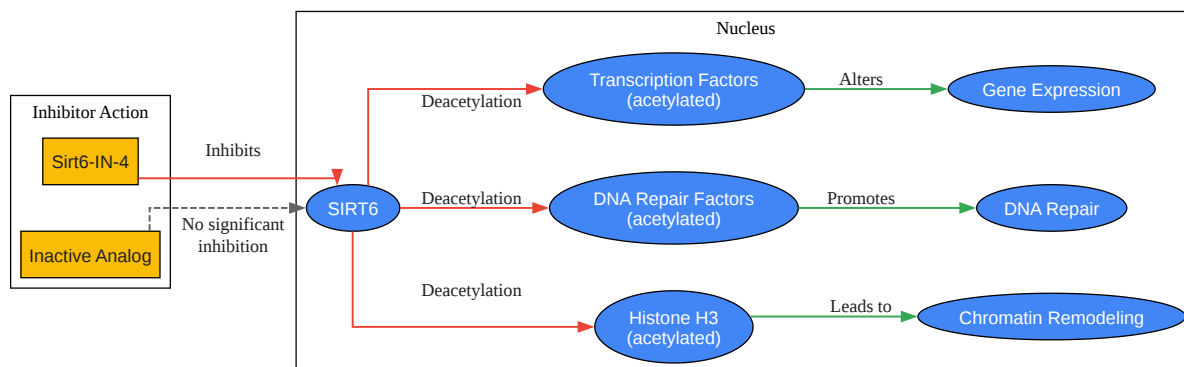 Nucleus
Inhibitor Action
Sirt6-IN-4
Inactive Analog
Inhibits
No significant
inhibition
SIRT6
Deacetylation
Transcription Factors
(acetylated)
Alters
Gene Expression
Deacetylation
DNA Repair Factors
(acetylated)
Promotes
DNA Repair
Deacetylation
Histone H3
(acetylated)
Leads to
Chromatin Remodeling